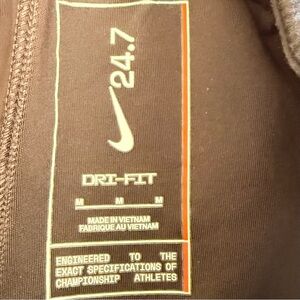 24.7
DRI-FIT
M M M
MADE IN VIETNAM
FABRIQUÉ AU VIETNAM
ENGINEERED TO THE
EXACT SPECIFICATIONS OF
CHAMPIONSHIP ATHLETES